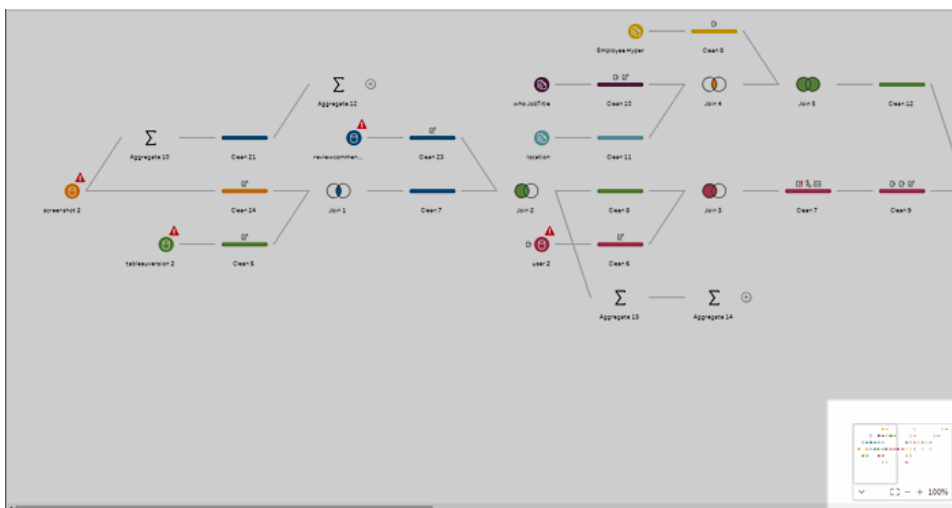 Employee Hyper
Clean 8
Aggregate 12
who JobTitle
Clean 10
Join 4
Join 5
Clean 12
Aggregate 10
Clean 21
reviewcomman...
Clean 23
location
Clean 11
screenshot 2
Clean 24
Join 1
Clean 7
Join 2
Clean 8
Join 3
Clean 7
Clean 9
tableauversion 2
Clean 5
user 2
Clean 6
Aggregate 13
Aggregate 14
100%